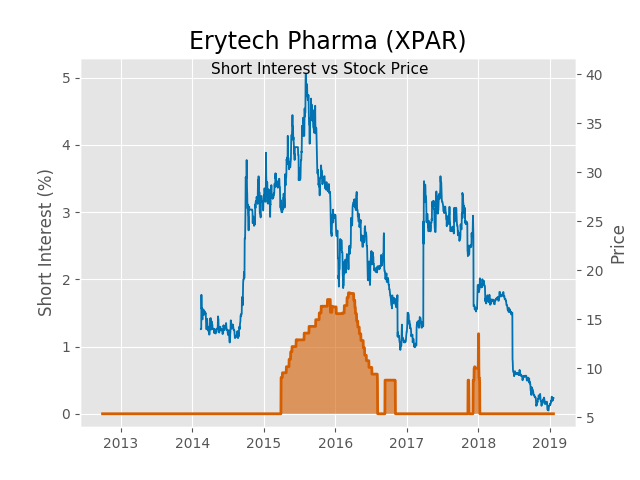 Erytech Pharma (XPAR)
Short Interest vs Stock Price
Short Interest (%)
5
4
3
2
1
0
40
35
30
25
20
15
10
5
Price
2013 2014 2015 2016 2017 2018 2019